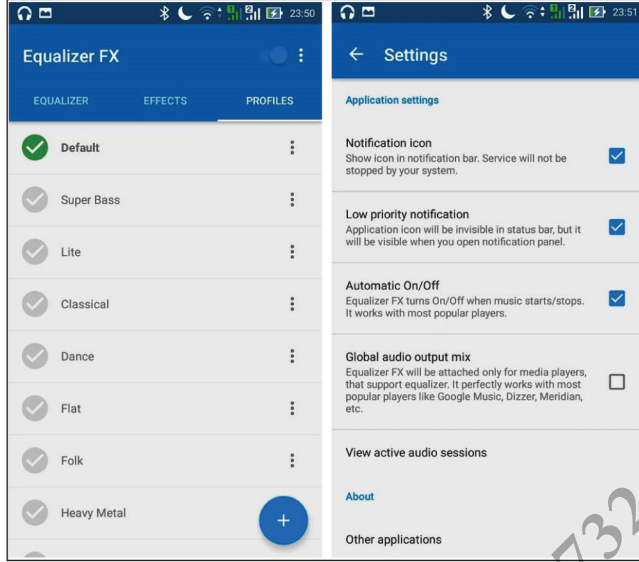 23:50
Equalizer FX
EQUALIZER EFFECTS PROFILES
Default
Super Bass
Lite
Classical
Dance
Flat
Folk
Heavy Metal
23:51
Settings
Application settings
Notification icon
Show icon in notification bar. Service will not be
stopped by your system.
Low priority notification
Application icon will be invisible in status bar, but it
will be visible when you open notification panel.
Automatic On/Off
Equalizer FX turns On/Off when music starts/stops.
It works with most popular players.
Global audio output mix
Equalizer FX will be attached only for media players,
that support equalizer. It perfectly works with most
popular players like Google Music, Dizzer, Meridian,
etc.
View active audio sessions
About
Other applications
732